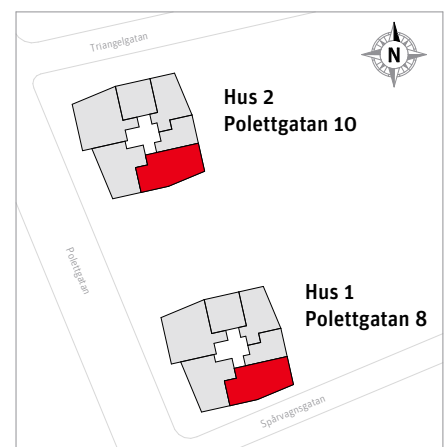 Triangelgatan
N
Hus 2
Polettgatan 10
Polettgatan
Hus 1
Polettgatan 8
Spårvagnsgatan